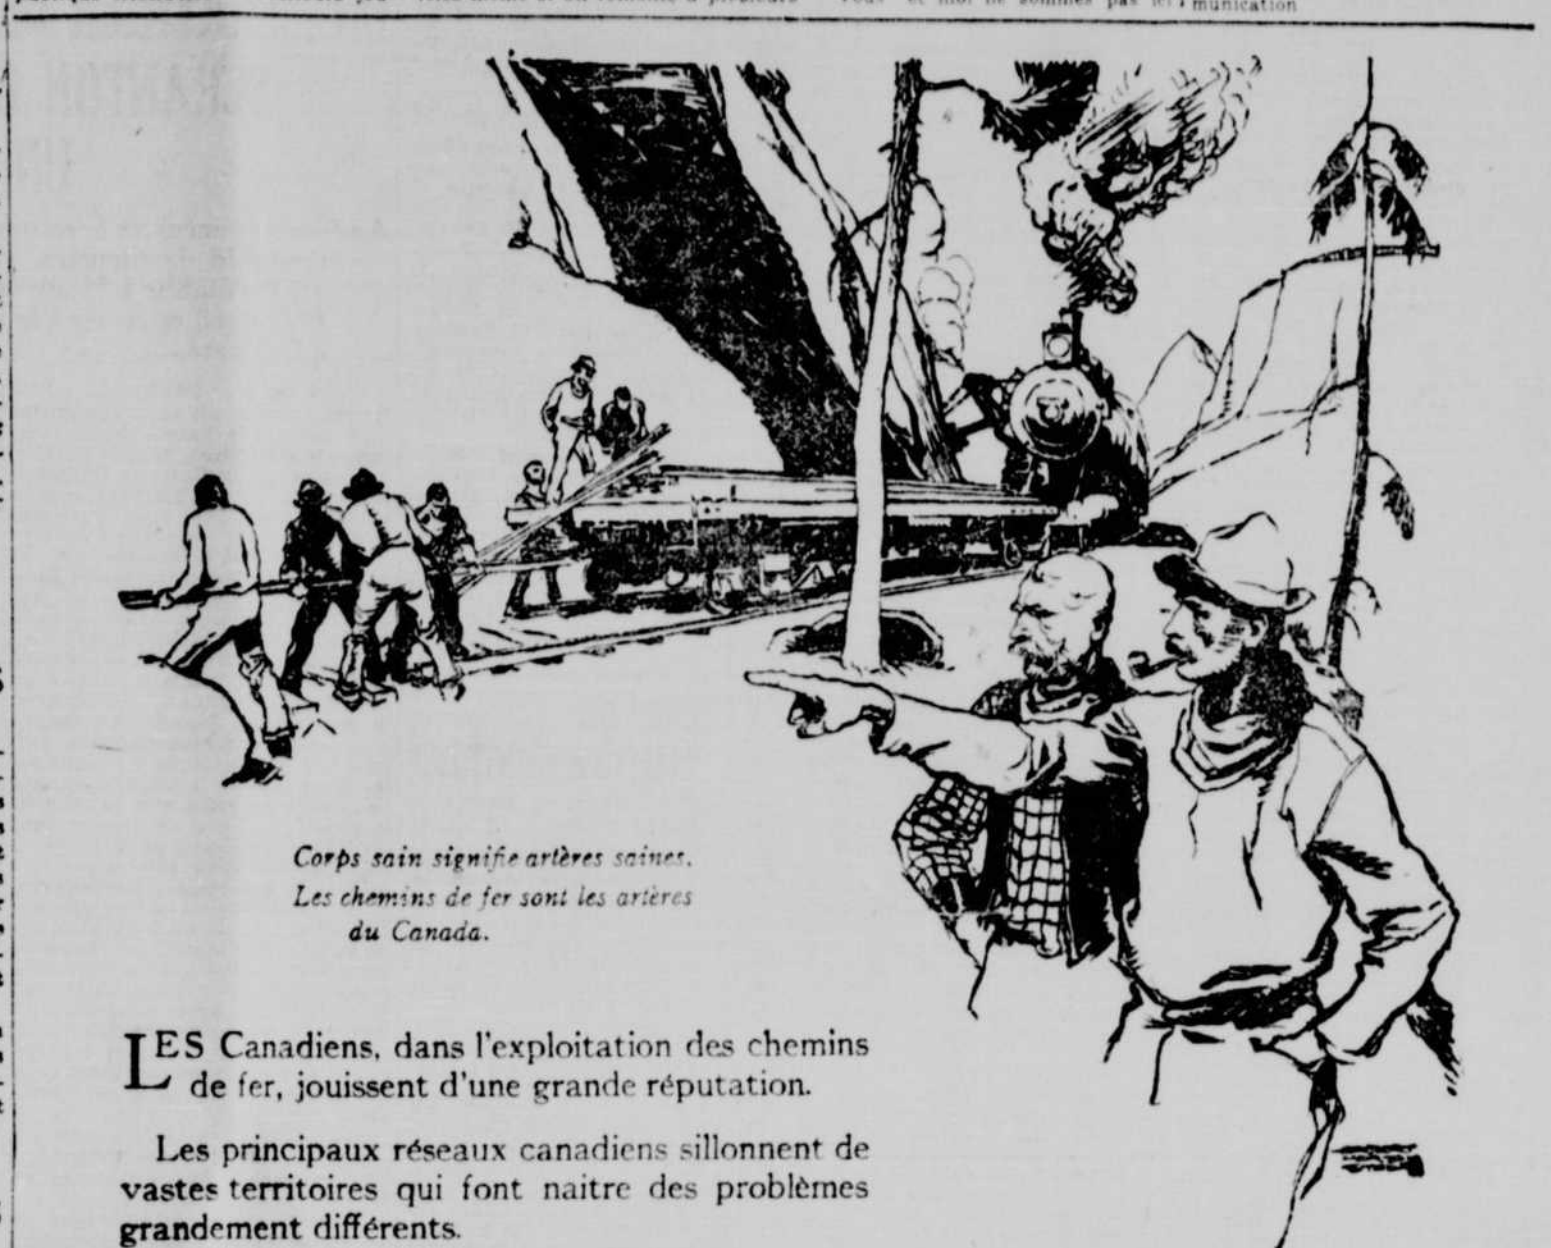 munication
Corps sain signifie artères saines.
Les chemins de fer sont les artères
du Canada.
LES Canadiens, dans l'exploitation des chemins
de fer, jouissent d'une grande réputation.
Les principaux réseaux canadiens sillonnent de
vastes territoires qui font naitre des problèmes
grandement différents.